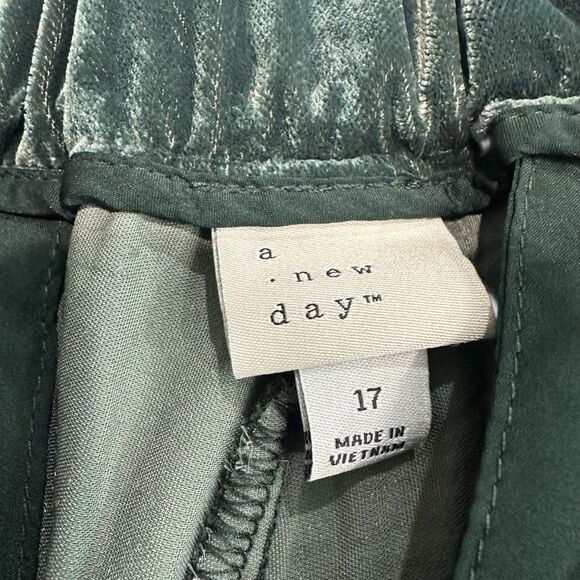 a
. new
day™
17
MADE IN
VIETNAM